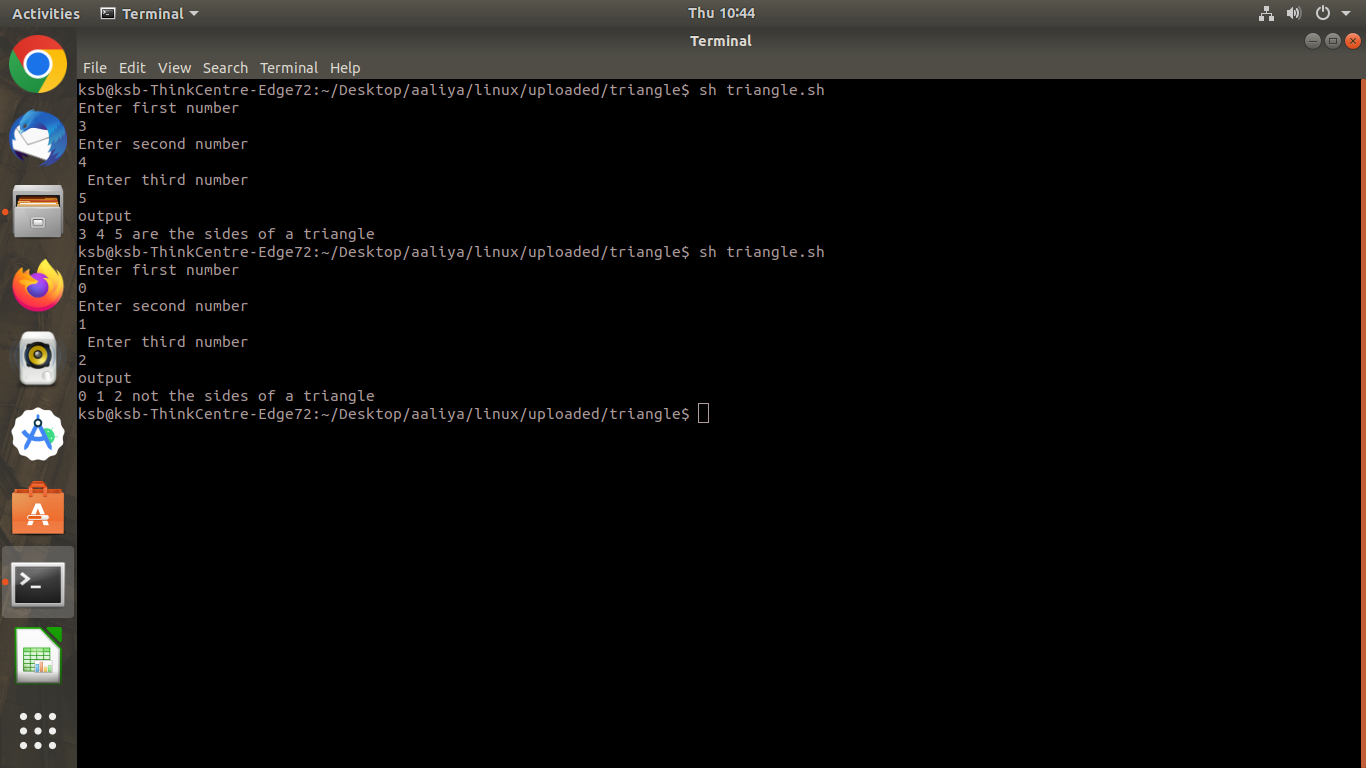 Activities Terminal Thu 10:44
Terminal
File Edit View Search Terminal Help
ksb@ksb-ThinkCentre-Edge72:~/Desktop/aaliya/linux/uploaded/triangle$ sh triangle.sh
Enter first number
3
Enter second number
4
 Enter third number
5
output
3 4 5 are the sides of a triangle
ksb@ksb-ThinkCentre-Edge72:~/Desktop/aaliya/linux/uploaded/triangle$ sh triangle.sh
Enter first number
0
Enter second number
1
 Enter third number
2
output
0 1 2 not the sides of a triangle
ksb@ksb-ThinkCentre-Edge72:~/Desktop/aaliya/linux/uploaded/triangle$